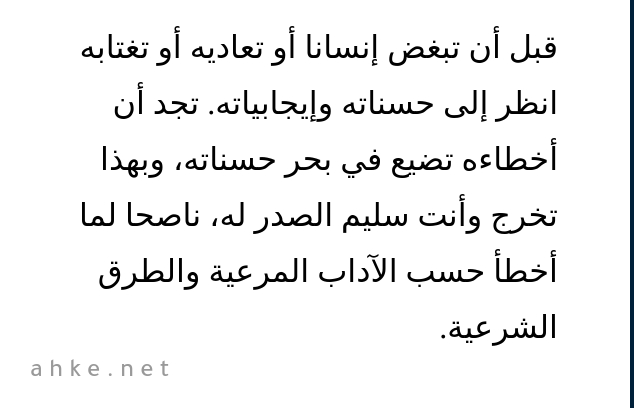 قبل أن تبغض إنسانا أو تعاديه أو تغتابه
انظر إلى حسناته وإيجابياته. تجد أن
أخطاءه تضيع في بحر حسناته، وبهذا
تخرج وأنت سليم الصدر له، ناصحا لما
أخطأ حسب الآداب المرعية والطرق
الشرعية.
ahke.net